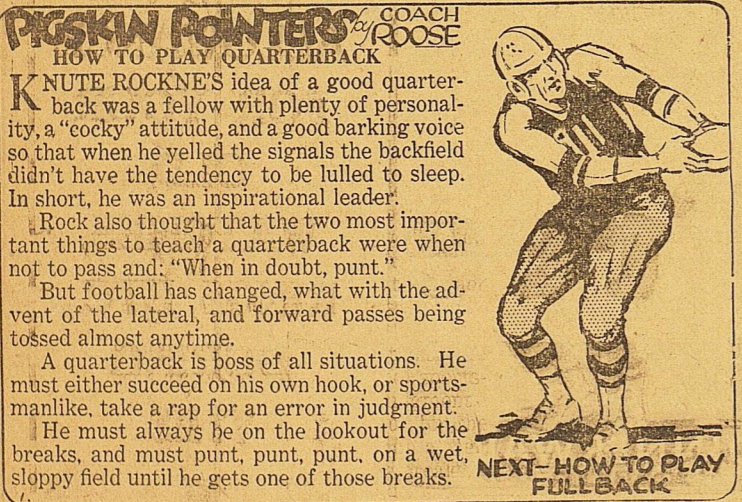 PIGSKIN POINTERS by COACH ROOSE
HOW TO PLAY QUARTERBACK
KNUTE ROCKNE'S idea of a good quarter-
back was a fellow with plenty of personal-
ity, a "cocky" attitude, and a good barking voice
so that when he yelled the signals the backfield
didn't have the tendency to be lulled to sleep.
In short, he was an inspirational leader.
Rock also thought that the two most impor-
tant things to teach a quarterback were when
not to pass and: "When in doubt, punt."
But football has changed, what with the ad-
vent of the lateral, and forward passes being
tossed almost anytime.
A quarterback is boss of all situations. He
must either succeed on his own hook, or sports-
manlike, take a rap for an error in judgment.
He must always be on the lookout for the
breaks, and must punt, punt, punt, on a wet,
sloppy field until he gets one of those breaks.
NEXT-HOW TO PLAY
FULLBACK